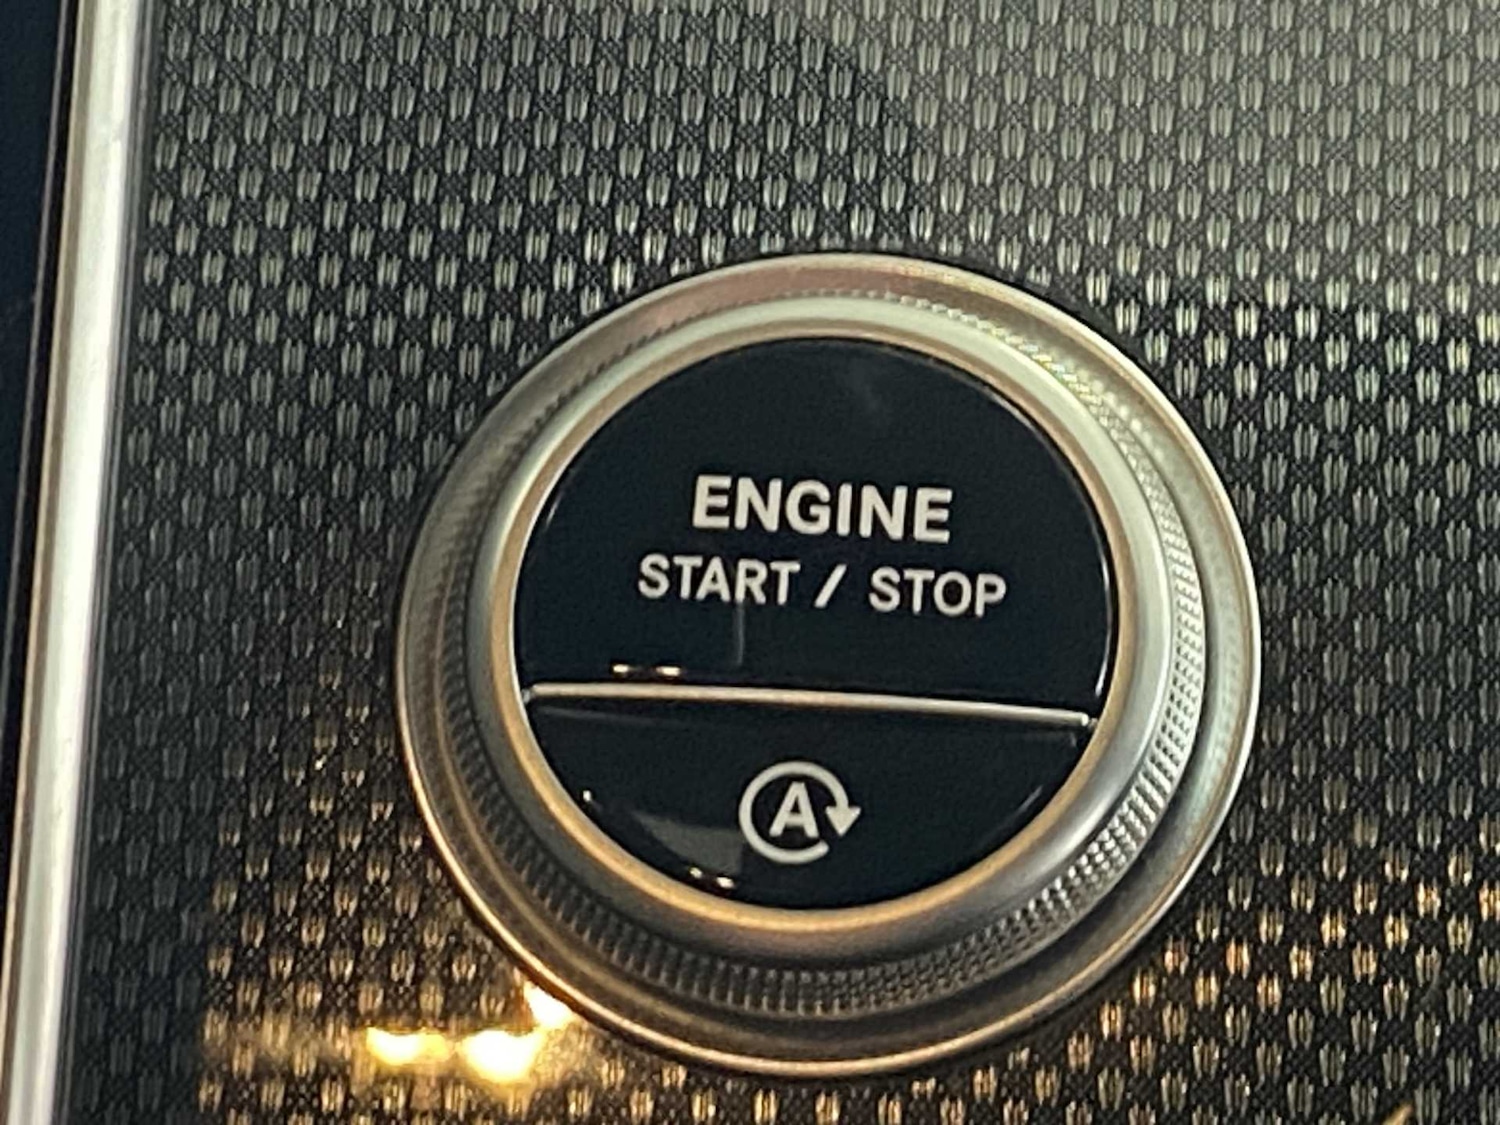 ENGINE
START / STOP
A